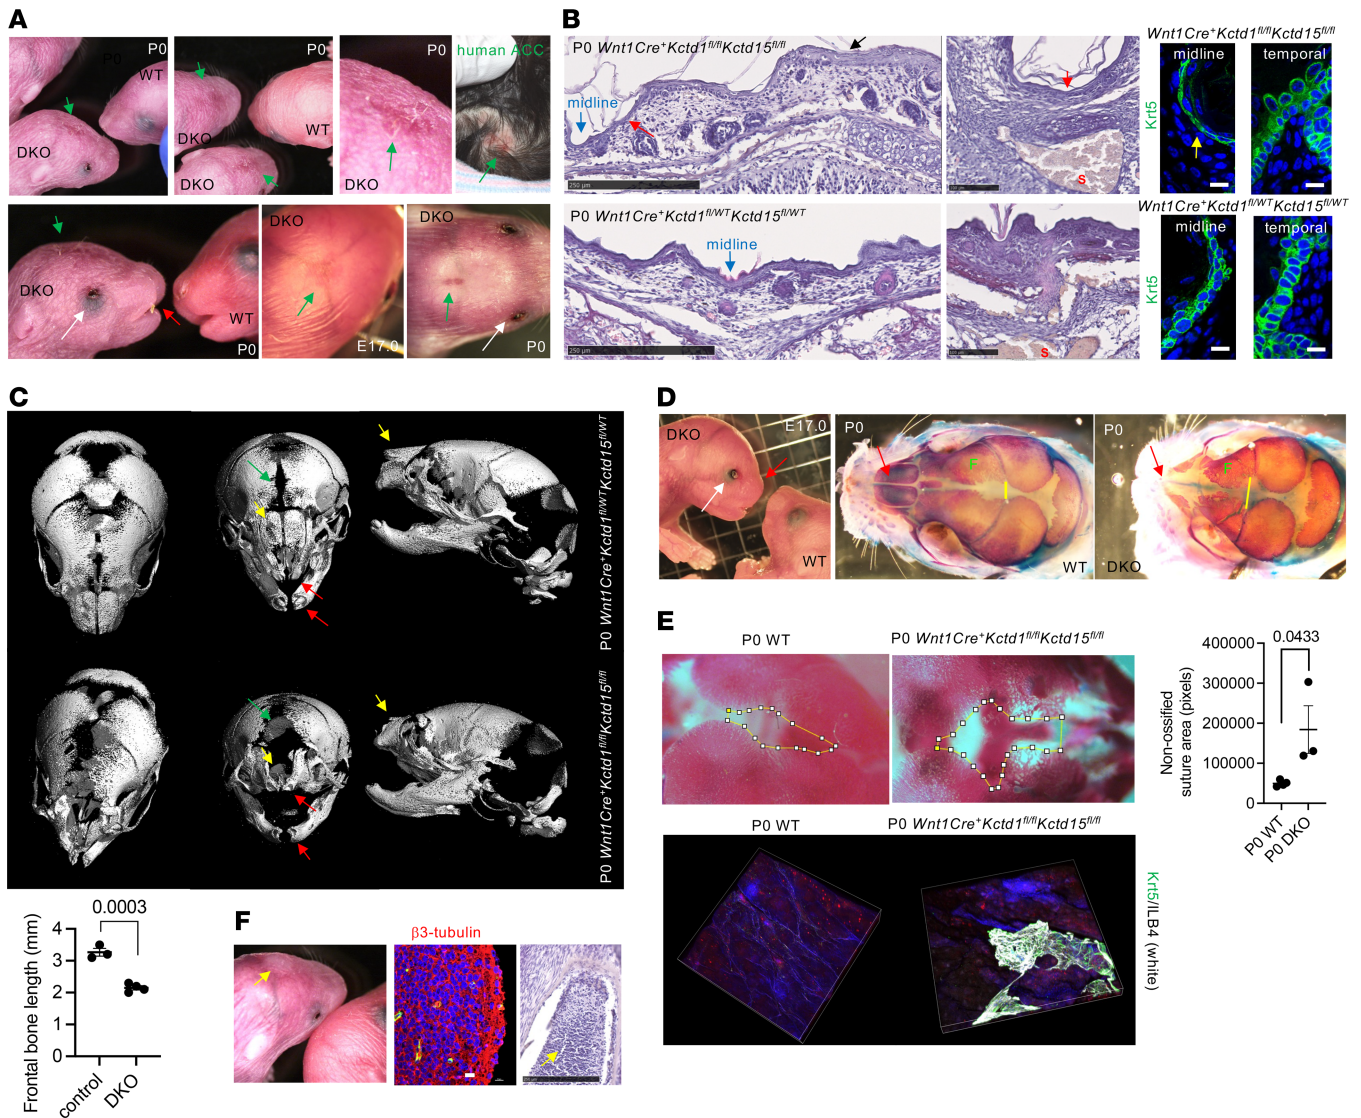 A
P0
P0
WT
DKO
P0
DKO
WT
DKO
P0
DKO
human ACC
DKO
WT
P0
DKO
E17.0
DKO
P0
B
P0 Wnt1Cre⁺Kctd1ᶠˡ/ᶠˡKctd15ᶠˡ/ᶠˡ
midline
250 µm
S
Wnt1Cre⁺Kctd1ᶠˡ/ᶠˡKctd15ᶠˡ/ᶠˡ
midline
temporal
Krt5
P0 Wnt1Cre⁺Kctd1ᶠˡ/ᵂᵀKctd15ᶠˡ/ᵂᵀ
midline
250 µm
S
Wnt1Cre⁺Kctd1ᶠˡ/ᵂᵀKctd15ᶠˡ/ᵂᵀ
midline
temporal
Krt5
C
P0 Wnt1Cre⁺Kctd1ᶠˡ/ᵂᵀKctd15ᶠˡ/ᵂᵀ
P0 Wnt1Cre⁺Kctd1ᶠˡ/ᶠˡKctd15ᶠˡ/ᶠˡ
Frontal bone length (mm)
0.0003
4
3
2
1
0
control
DKO
D
DKO
E17.0
WT
P0
F
WT
P0
F
DKO
E
P0 WT
P0 Wnt1Cre⁺Kctd1ᶠˡ/ᶠˡKctd15ᶠˡ/ᶠˡ
Non-ossified
suture area (pixels)
0.0433
400000
300000
200000
100000
0
P0 WT
P0 DKO
P0 WT
P0 Wnt1Cre⁺Kctd1ᶠˡ/ᶠˡKctd15ᶠˡ/ᶠˡ
Krt5/ILB4 (white)
F
β3-tubulin